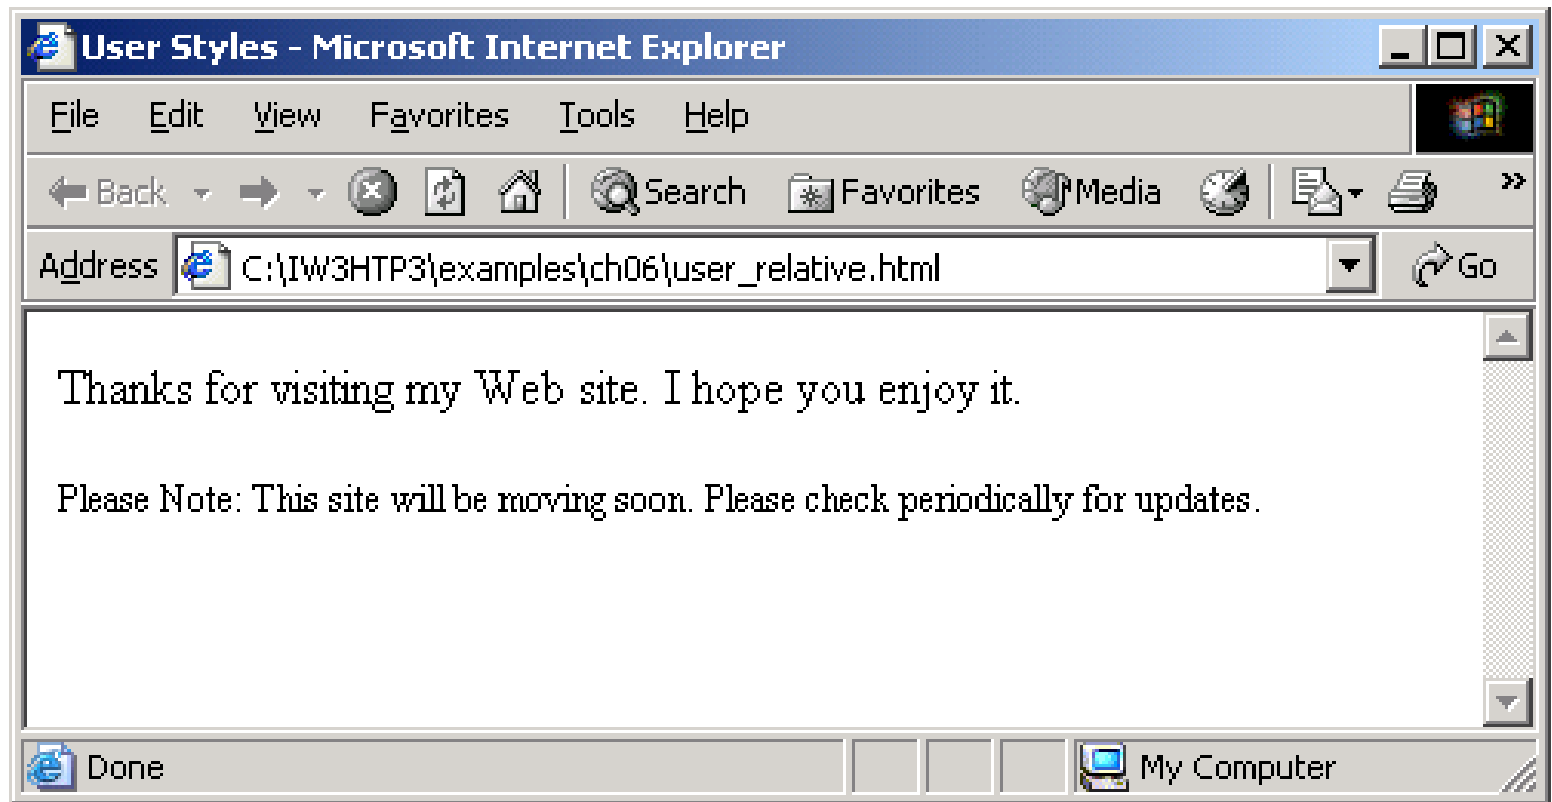 User Styles - Microsoft Internet Explorer
File Edit View Favorites Tools Help
Back Search Favorites Media »
Address C:\IW3HTP3\examples\ch06\user_relative.html Go
Thanks for visiting my Web site. I hope you enjoy it.
Please Note: This site will be moving soon. Please check periodically for updates.
Done My Computer